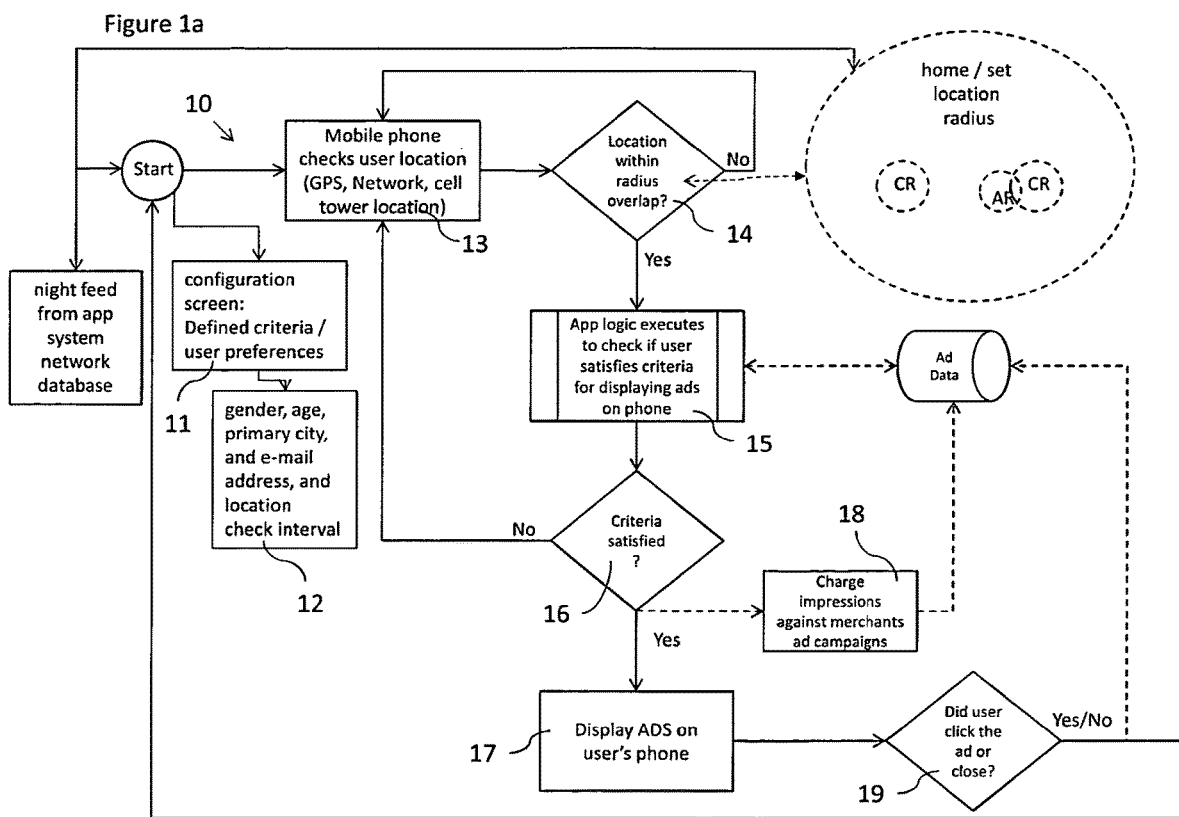 Figure 1a
home / set
location
radius
CR
AR
CR
10
Start
Mobile phone
checks user location
(GPS, Network, cell
tower location)
13
Location
within
radius
overlap?
14
No
Yes
night feed
from app
system
network
database
configuration
screen:
Defined criteria /
user preferences
11
gender, age,
primary city,
and e-mail
address, and
location
check interval
12
App logic executes
to check if user
satisfies criteria
for displaying ads
on phone
15
Ad
Data
No
Criteria
satisfied
?
16
Yes
18
Charge
impressions
against merchants
ad campaigns
17
Display ADS on
user's phone
Did user
click the
ad or
close?
19
Yes/No